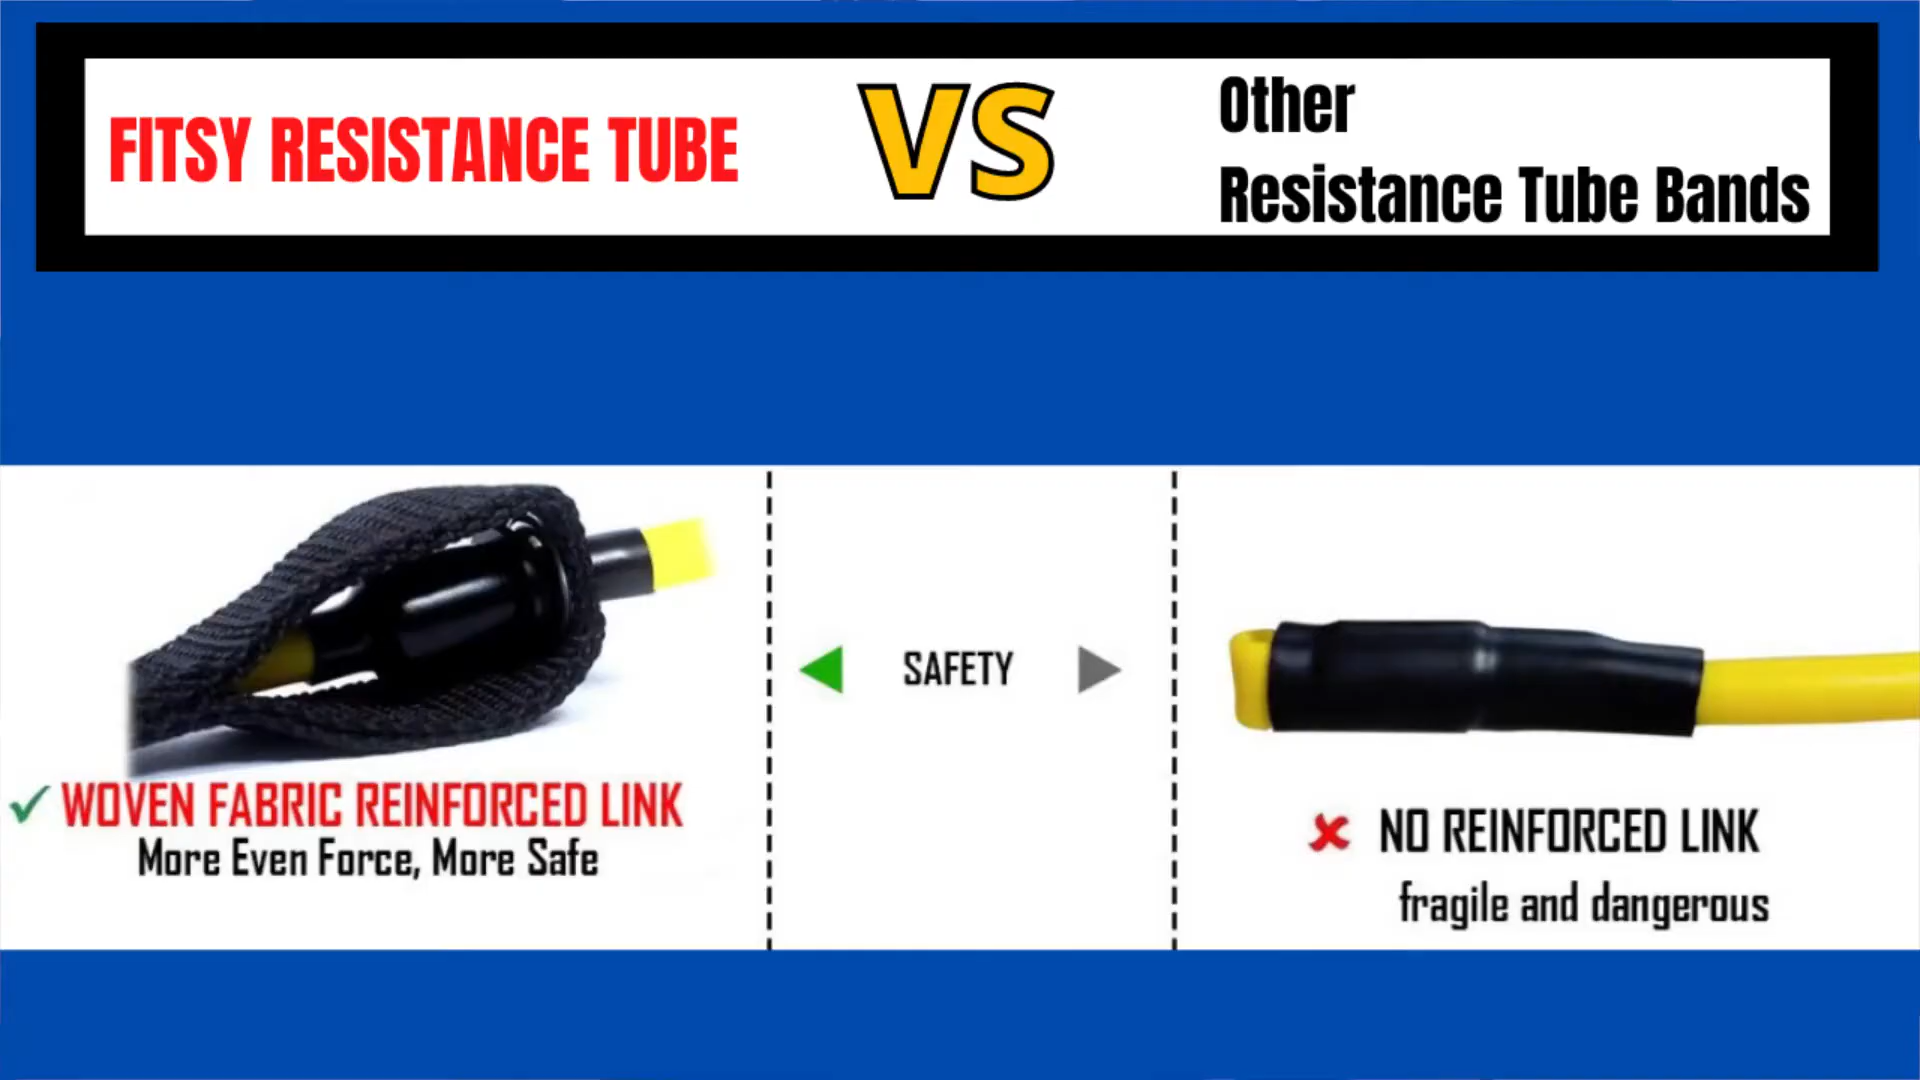 FITSY RESISTANCE TUBE
VS
Other
Resistance Tube Bands
SAFETY
WOVEN FABRIC REINFORCED LINK
More Even Force, More Safe
NO REINFORCED LINK
fragile and dangerous